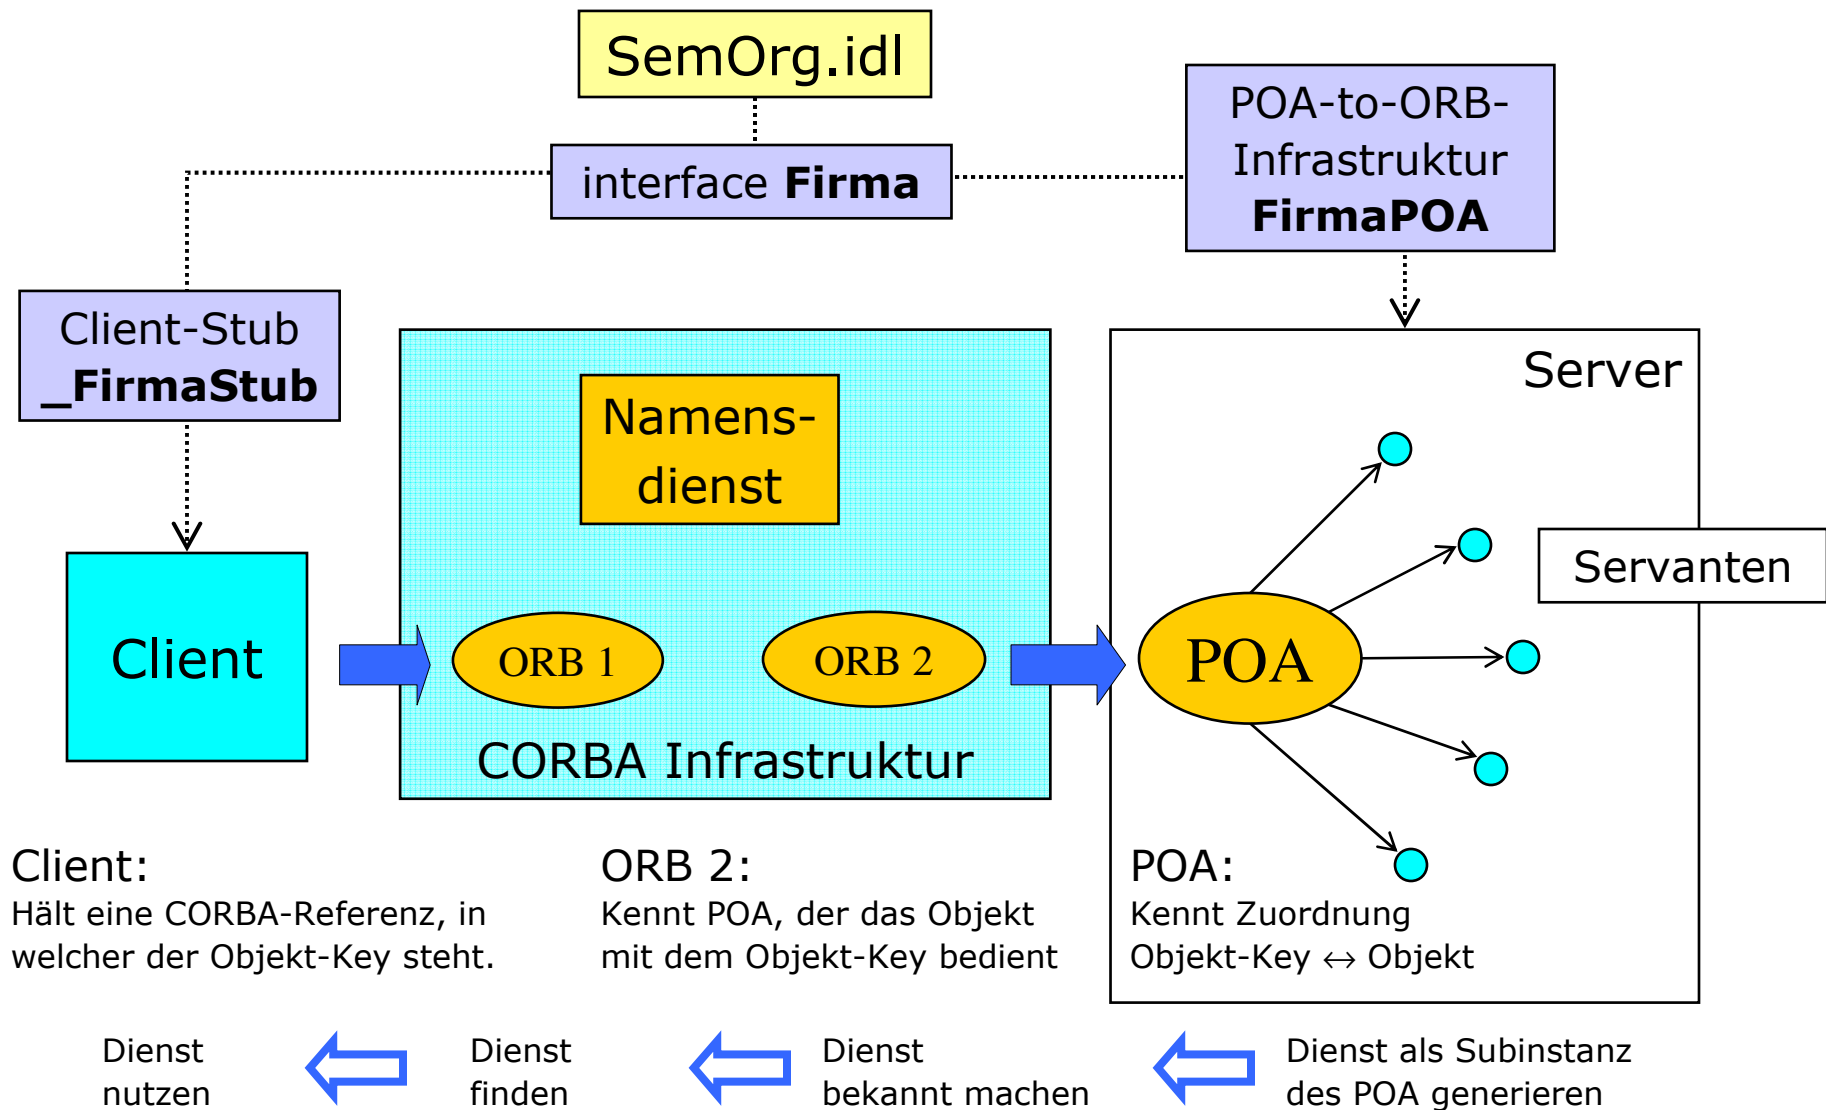 SemOrg.idl
interface Firma
POA-to-ORB-
Infrastruktur
FirmaPOA
Client-Stub
_FirmaStub
Server
Namens-
dienst
Servanten
Client
ORB 1
ORB 2
POA
CORBA Infrastruktur
Client:
Hält eine CORBA-Referenz, in
welcher der Objekt-Key steht.
ORB 2:
Kennt POA, der das Objekt
mit dem Objekt-Key bedient
POA:
Kennt Zuordnung
Objekt-Key ↔ Objekt
Dienst
nutzen
Dienst
finden
Dienst
bekannt machen
Dienst als Subinstanz
des POA generieren